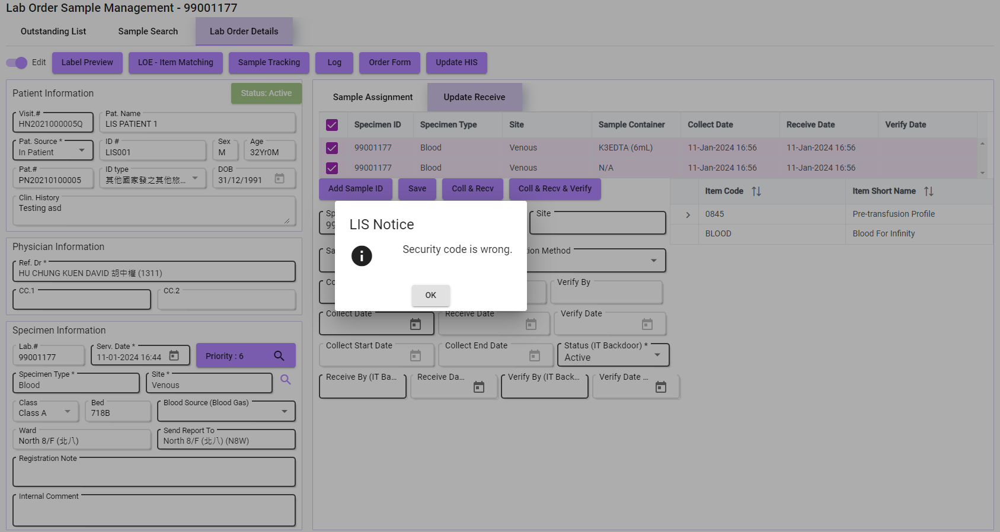 Lab Order Sample Management - 99001177
Outstanding List Sample Search Lab Order Details
Edit Label Preview LOE - Item Matching Sample Tracking Log Order Form Update HIS
Patient Information
Status: Active
Visit.# Pat. Name
HN2021000005Q LIS PATIENT 1
Pat. Source * ID # Sex Age
In Patient LIS001 M 32Yr0M
Pat.# ID type DOB
PN20210100005 其他國家發之其他旅... 31/12/1991
Clin. History
Testing asd
Physician Information
Ref. Dr *
HU CHUNG KUEN DAVID 胡中權 (1311)
CC.1 CC.2
Specimen Information
Lab.# Serv. Date *
99001177 11-01-2024 16:44 Priority : 6
Specimen Type * Site *
Blood Venous
Class Bed Blood Source (Blood Gas)
Class A 718B
Ward Send Report To
North 8/F (北八) North 8/F (北八) (N8W)
Registration Note
Internal Comment
Sample Assignment Update Receive
Specimen ID Specimen Type Site Sample Container Collect Date Receive Date Verify Date
99001177 Blood Venous K3EDTA (6mL) 11-Jan-2024 16:56 11-Jan-2024 16:56
99001177 Blood Venous N/A 11-Jan-2024 16:56 11-Jan-2024 16:56
Add Sample ID Save Coll & Recv Coll & Recv & Verify
Item Code Item Short Name
0845 Pre-transfusion Profile
BLOOD Blood For Infinity
Sp Site
99
Sa ion Method
Co Verify By
Collect Date Receive Date Verify Date
Collect Start Date Collect End Date Status (IT Backdoor) *
Active
Receive By (IT Ba... Receive Da... Verify By (IT Back... Verify Date ...
LIS Notice
Security code is wrong.
OK